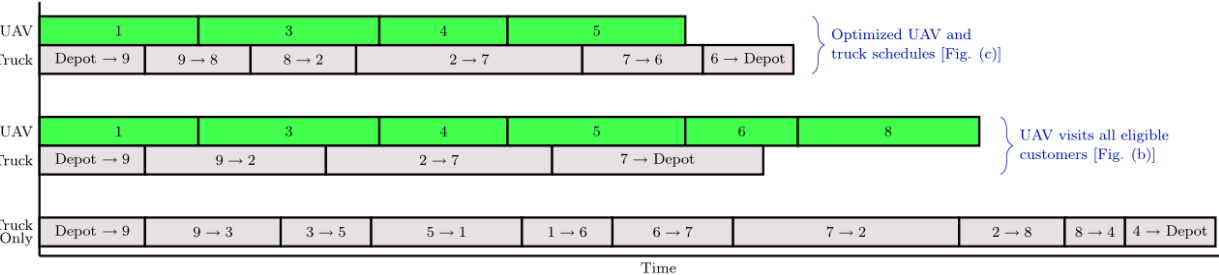 UAV 1 3 4 5
Truck Depot → 9 9 → 8 8 → 2 2 → 7 7 → 6 6 → Depot
Optimized UAV and
truck schedules [Fig. (c)]
UAV 1 3 4 5 6 8
Truck Depot → 9 9 → 2 2 → 7 7 → Depot
UAV visits all eligible
customers [Fig. (b)]
Truck
Only
Depot → 9 9 → 3 3 → 5 5 → 1 1 → 6 6 → 7 7 → 2 2 → 8 8 → 4 4 → Depot
Time